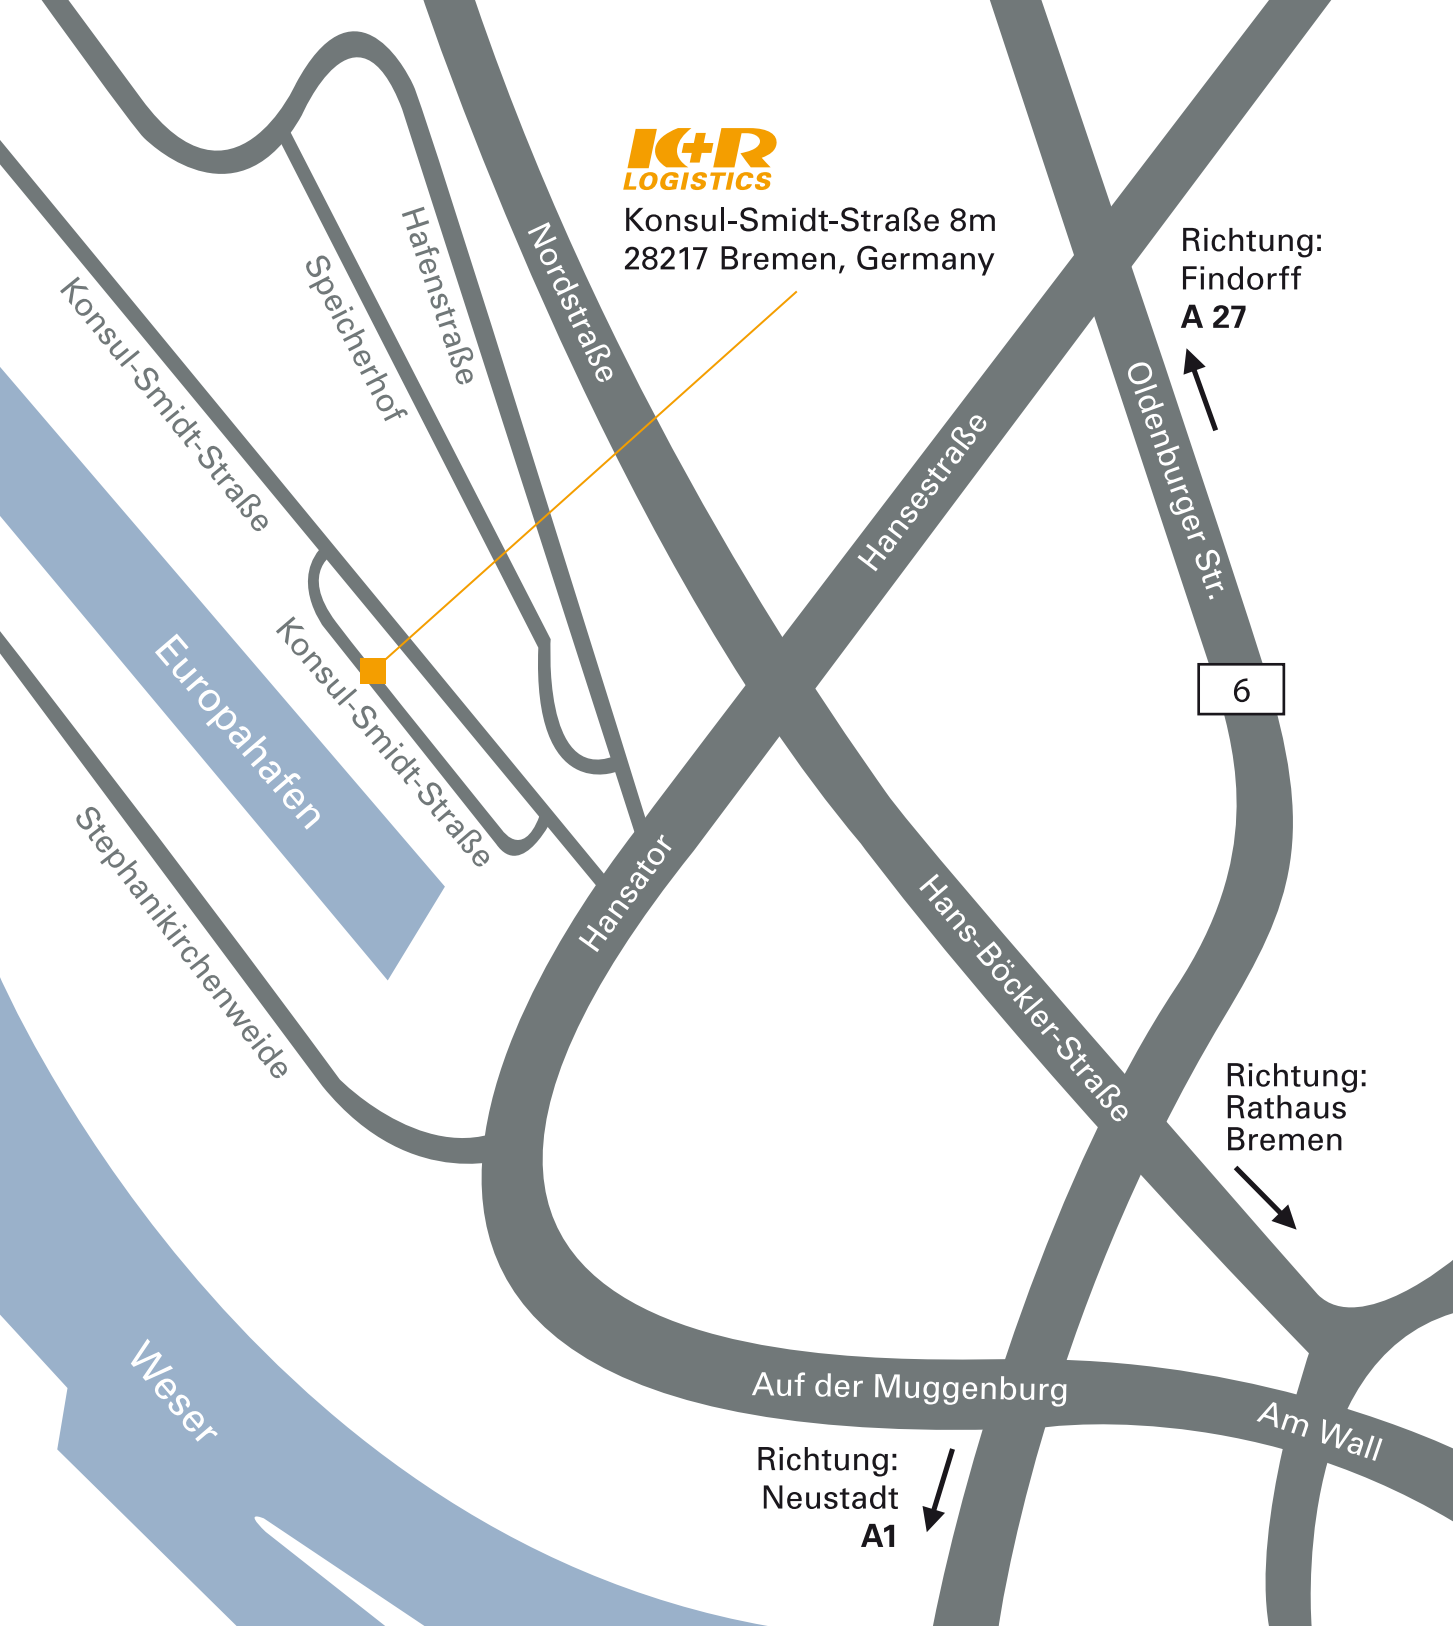 K+R
LOGISTICS
Konsul-Smidt-Straße 8m
28217 Bremen, Germany
Richtung:
Findorff
A 27
Hafenstraße
Speicherhof
Nordstraße
Konsul-Smidt-Straße
Oldenburger Str.
Hansestraße
Konsul-Smidt-Straße
Europahafen
6
Stephanikirchenweide
Hansator
Hans-Böckler-Straße
Richtung:
Rathaus
Bremen
Weser
Auf der Muggenburg
Am Wall
Richtung:
Neustadt
A1